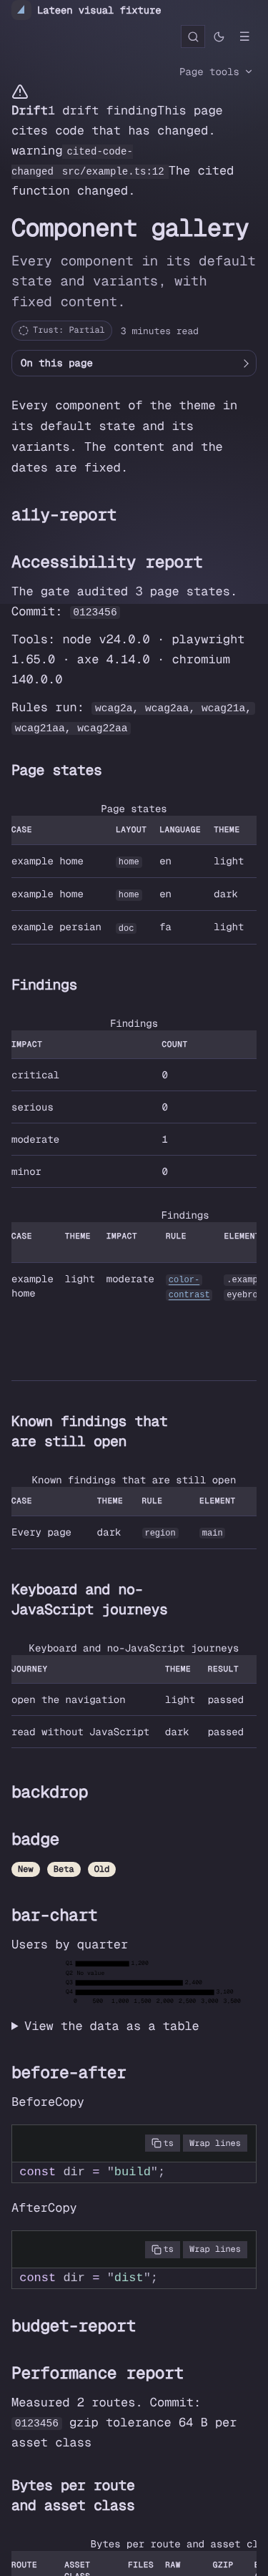 Lateen visual fixture
Page tools
Drift1 drift findingThis page
cites code that has changed.
warning cited-code-
changed src/example.ts:12 The cited
function changed.
Component gallery
Every component in its default
state and variants, with
fixed content.
Trust: Partial 3 minutes read
On this page
Every component of the theme in
its default state and its
variants. The content and the
dates are fixed.
a11y-report
Accessibility report
The gate audited 3 page states.
Commit: 0123456
Tools: node v24.0.0 · playwright
1.65.0 · axe 4.14.0 · chromium
140.0.0
Rules run: wcag2a, wcag2aa, wcag21a,
wcag21aa, wcag22aa
Page states
Page states
CASE LAYOUT LANGUAGE THEME
example home home en light
example home home en dark
example persian doc fa light
Findings
Findings
IMPACT COUNT
critical 0
serious 0
moderate 1
minor 0
Findings
CASE THEME IMPACT RULE ELEMENT
example light moderate color- .examp
home contrast eyebro
Known findings that
are still open
Known findings that are still open
CASE THEME RULE ELEMENT
Every page dark region main
Keyboard and no-
JavaScript journeys
Keyboard and no-JavaScript journeys
JOURNEY THEME RESULT
open the navigation light passed
read without JavaScript dark passed
backdrop
badge
New Beta Old
bar-chart
Users by quarter
View the data as a table
before-after
BeforeCopy
ts Wrap lines
const dir = "build";
AfterCopy
ts Wrap lines
const dir = "dist";
budget-report
Performance report
Measured 2 routes. Commit:
0123456 gzip tolerance 64 B per
asset class
Bytes per route
and asset class
Bytes per route and asset cl
ROUTE ASSET FILES RAW GZIP